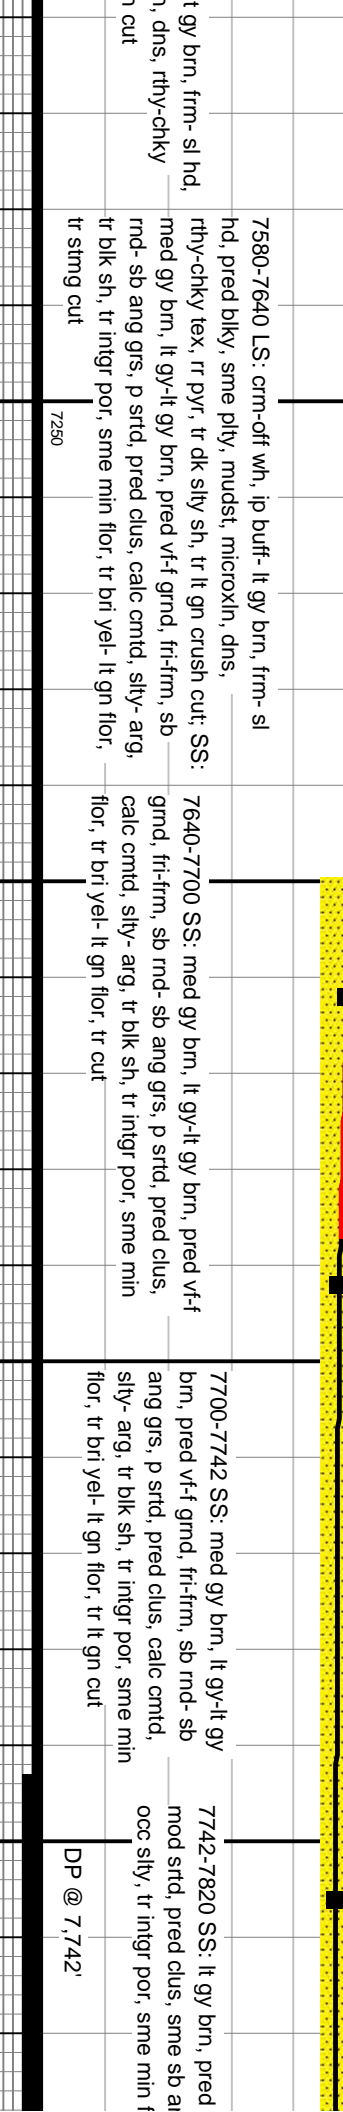 t gy brn, frm- sl hd,
, dns, rthy-chky
cut
7580-7640 LS: crm-off wh, ip buff- lt gy brn, frm- sl
hd, pred blky, sme plty, mudst, microxln, dns,
rthy-chky tex, rr pyr, tr dk slty sh, tr lt gn crush cut; SS:
med gy brn, lt gy-lt gy brn, pred vf-f grnd, fri-frm, sb
rnd- sb ang grs, p srtd, pred clus, calc cmtd, slty- arg,
tr blk sh, tr intgr por, sme min flor, tr bri yel- lt gn flor,
tr stmg cut
7250
7640-7700 SS: med gy brn, lt gy-lt gy brn, pred vf-f
grnd, fri-frm, sb rnd- sb ang grs, p srtd, pred clus,
calc cmtd, slty- arg, tr blk sh, tr intgr por, sme min
flor, tr bri yel- lt gn flor, tr cut
7700-7742 SS: med gy brn, lt gy-lt gy
brn, pred vf-f grnd, fri-frm, sb rnd- sb
ang grs, p srtd, pred clus, calc cmtd,
slty- arg, tr blk sh, tr intgr por, sme min
flor, tr bri yel- lt gn flor, tr lt gn cut
7742-7820 SS: lt gy brn, pred
mod srtd, pred clus, sme sb a
occ slty, tr intgr por, sme min f
DP @ 7,742'